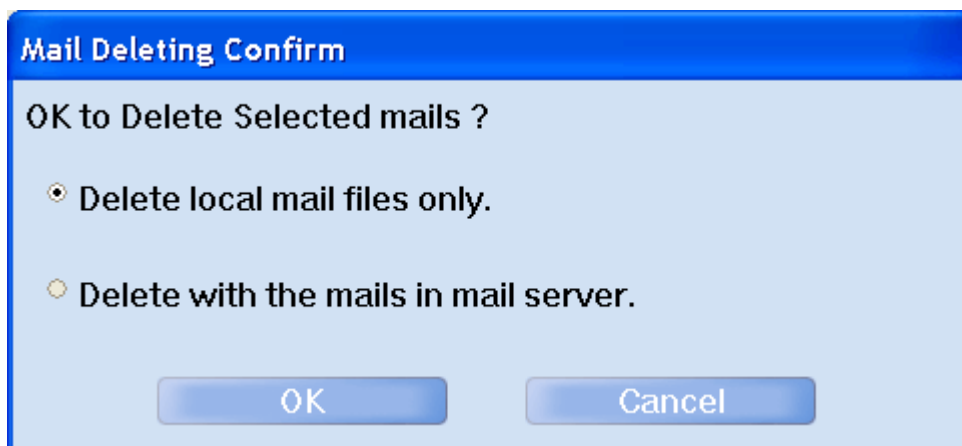 Mail Deleting Confirm
OK to Delete Selected mails ?
Delete local mail files only.
Delete with the mails in mail server.
OK
Cancel